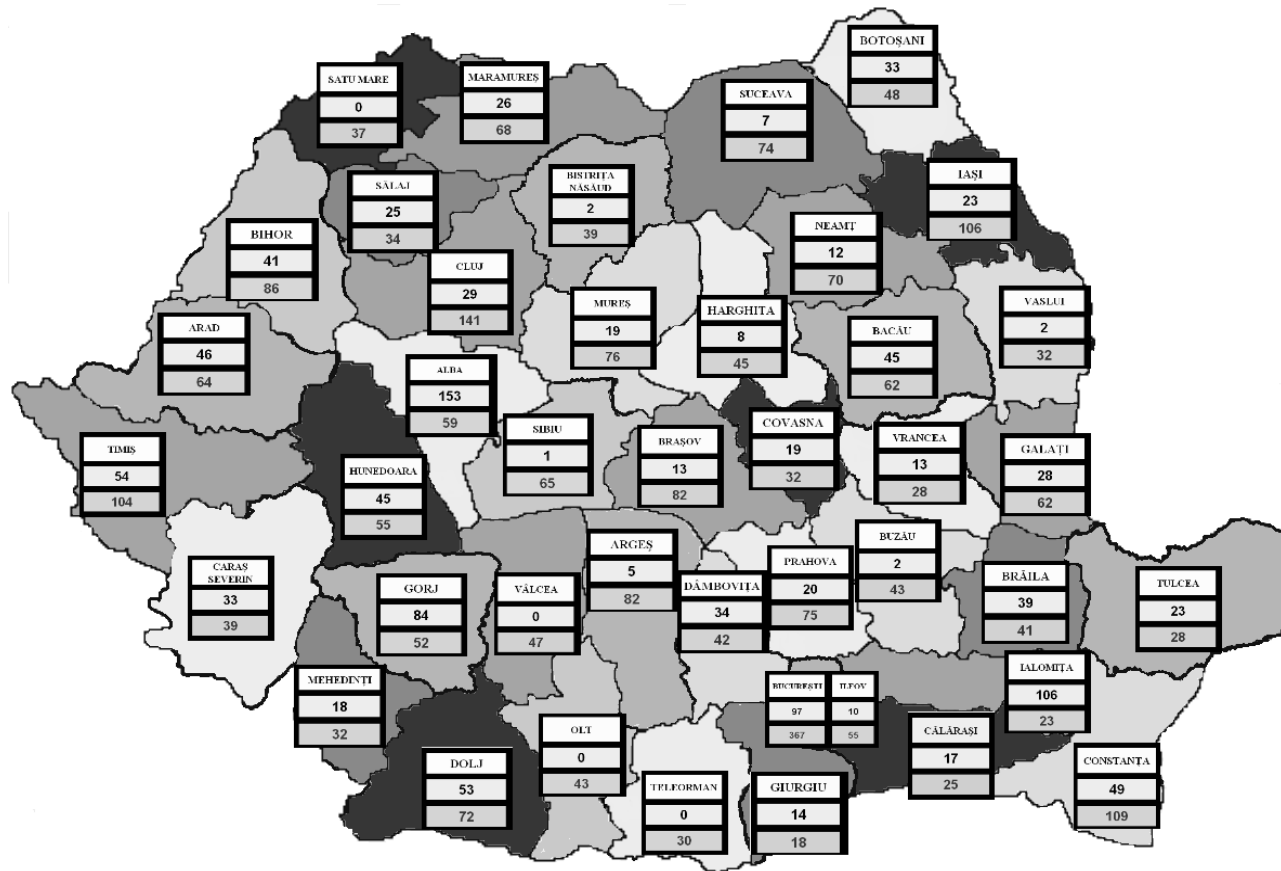 BOTOȘANI
33
48
SATU MARE
0
37
MARAMUREȘ
26
68
SUCEAVA
7
74
IAȘI
23
106
SĂLAJ
25
34
BISTRIȚA
NĂSĂUD
2
39
NEAMȚ
12
70
BIHOR
41
86
CLUJ
29
141
MUREȘ
19
76
HARGHITA
8
45
VASLUI
2
32
ARAD
46
64
BACĂU
45
62
ALBA
153
59
SIBIU
1
65
BRAȘOV
13
82
COVASNA
19
32
VRANCEA
13
28
GALAȚI
28
62
TIMIȘ
54
104
HUNEDOARA
45
55
CARAȘ
SEVERIN
33
39
GORJ
84
52
VÂLCEA
0
47
ARGEȘ
5
82
DÂMBOVIȚA
34
42
PRAHOVA
20
75
BUZĂU
2
43
BRĂILA
39
41
TULCEA
23
28
MEHEDINȚI
18
32
BUCUREȘTI
97
367
ILFOV
10
55
IALOMIȚA
106
23
CĂLĂRAȘI
17
25
OLT
0
43
DOLJ
53
72
TELEORMAN
0
30
GIURGIU
14
18
CONSTANȚA
49
109